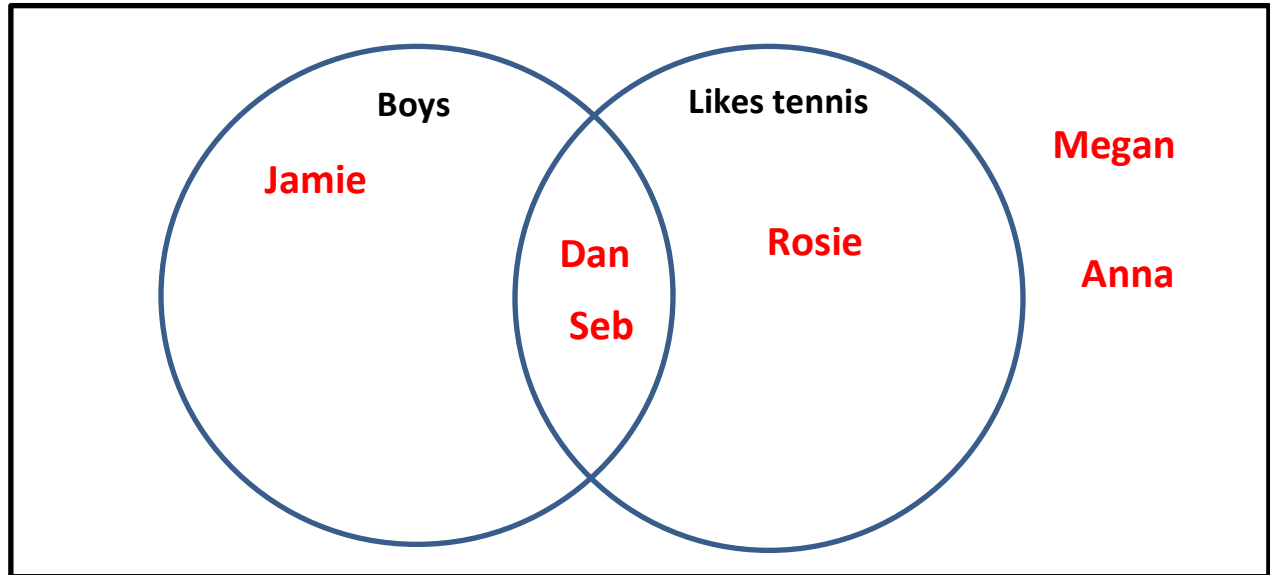 Boys
Likes tennis
Megan
Jamie
Dan
Rosie
Anna
Seb